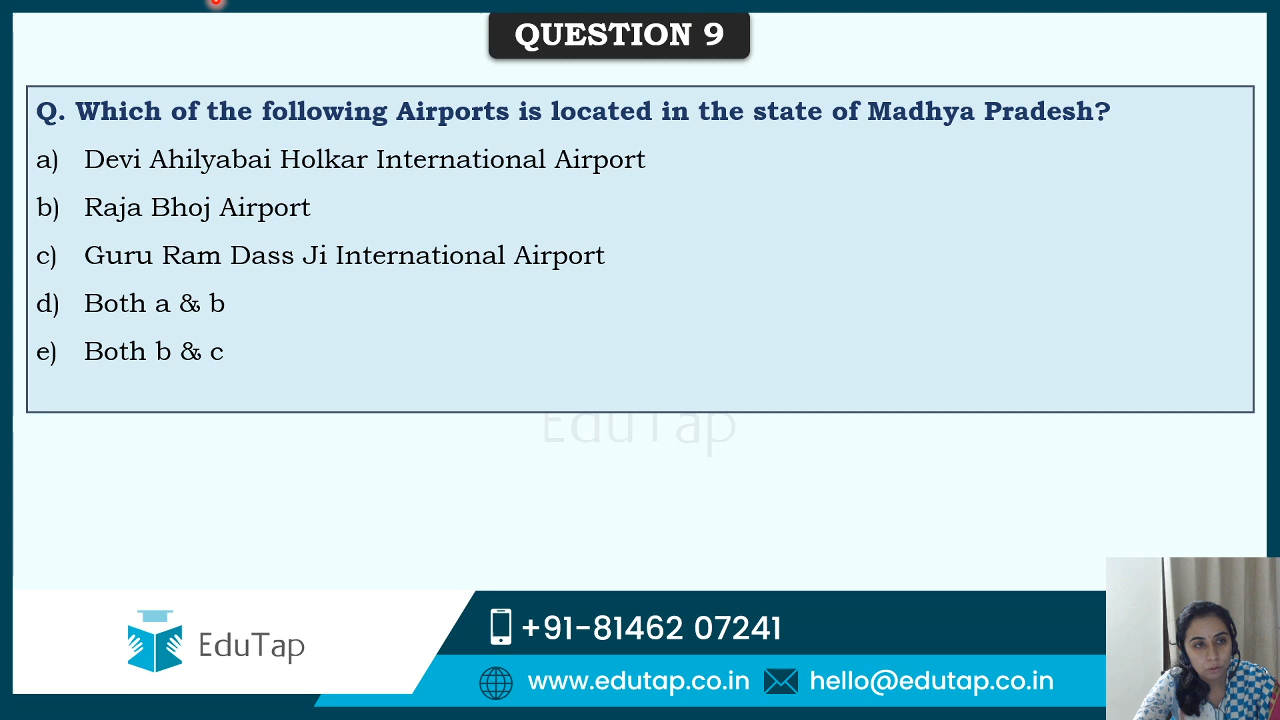 QUESTION 9
Q. Which of the following Airports is located in the state of Madhya Pradesh?
a) Devi Ahilyabai Holkar International Airport
b) Raja Bhoj Airport
c) Guru Ram Dass Ji International Airport
d) Both a & b
e) Both b & c
EduTap
EduTap
+91-81462 07241
www.edutap.co.in hello@edutap.co.in